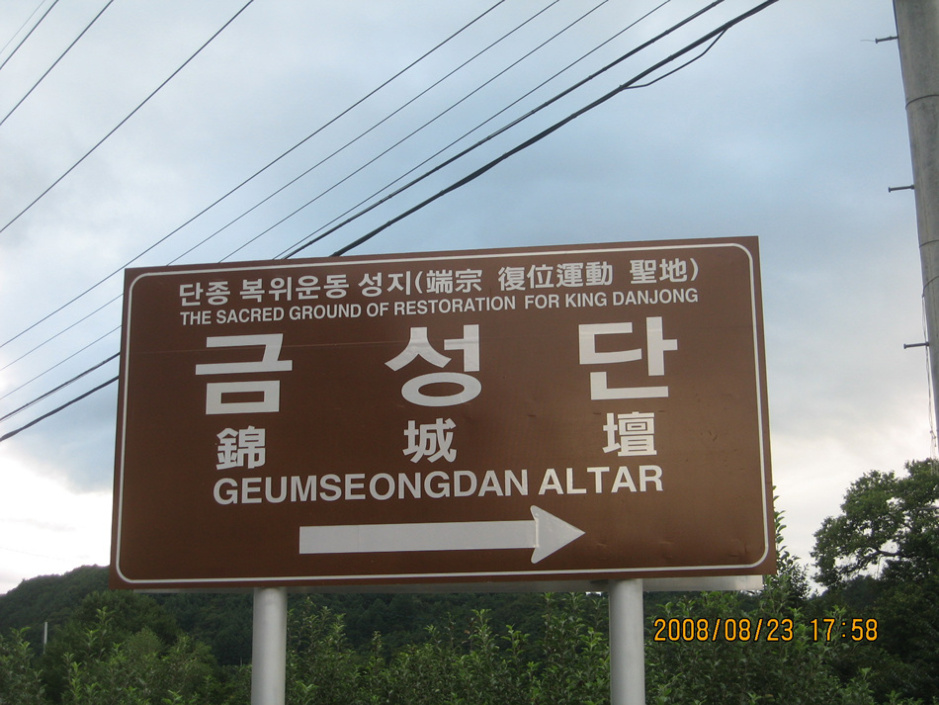 단종 복위운동 성지(端宗 復位運動 聖地)
THE SACRED GROUND OF RESTORATION FOR KING DANJONG
금성단
錦城壇
GEUMSEONGDAN ALTAR
2008/08/23 17:58